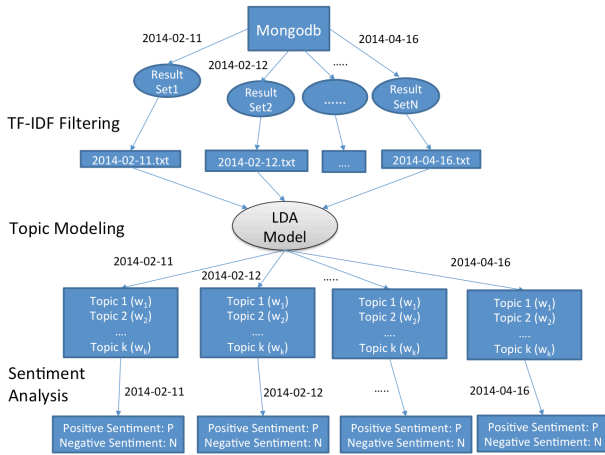 Mongodb
2014-02-11
2014-02-12
.....
2014-04-16
Result
Set1
Result
Set2
......
Result
SetN
TF-IDF Filtering
2014-02-11.txt
2014-02-12.txt
....
2014-04-16.txt
LDA
Model
Topic Modeling
2014-02-11
2014-02-12
.....
2014-04-16
Topic 1 (w₁)
Topic 2 (w₂)
....
Topic k (wₖ)
Topic 1 (w₁)
Topic 2 (w₂)
....
Topic k (wₖ)
Topic 1 (w₁)
Topic 2 (w₂)
....
Topic k (wₖ)
Topic 1 (w₁)
Topic 2 (w₂)
....
Topic k (wₖ)
Sentiment
Analysis
2014-02-11
2014-02-12
.....
2014-04-16
Positive Sentiment: P
Negative Sentiment: N
Positive Sentiment: P
Negative Sentiment: N
Positive Sentiment: P
Negative Sentiment: N
Positive Sentiment: P
Negative Sentiment: N